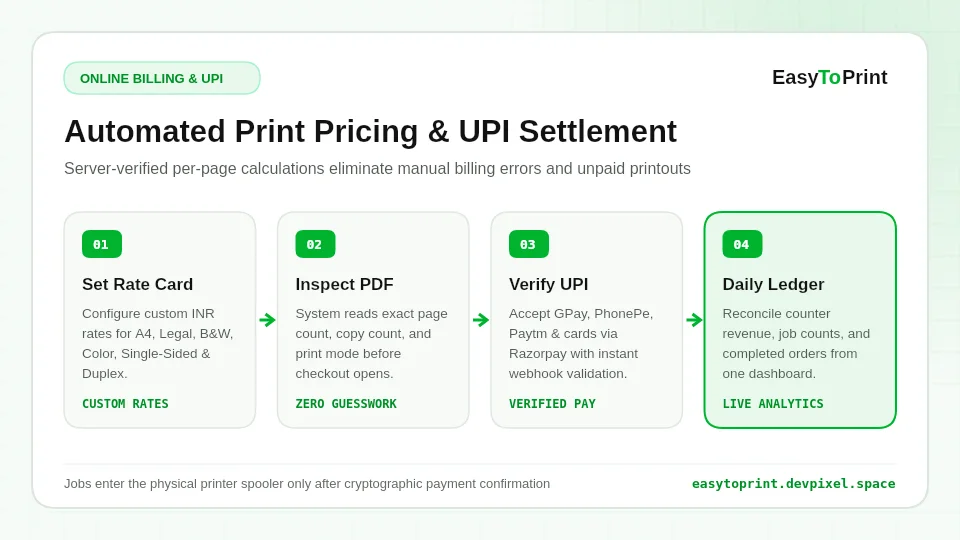 ONLINE BILLING & UPI
EasyToPrint
Automated Print Pricing & UPI Settlement
Server-verified per-page calculations eliminate manual billing errors and unpaid printouts
01
Set Rate Card
Configure custom INR
rates for A4, Legal, B&W,
Color, Single-Sided &
Duplex.
CUSTOM RATES
02
Inspect PDF
System reads exact page
count, copy count, and
print mode before
checkout opens.
ZERO GUESSWORK
03
Verify UPI
Accept GPay, PhonePe,
Paytm & cards via
Razorpay with instant
webhook validation.
VERIFIED PAY
04
Daily Ledger
Reconcile counter
revenue, job counts, and
completed orders from
one dashboard.
LIVE ANALYTICS
Jobs enter the physical printer spooler only after cryptographic payment confirmation
easytoprint.devpixel.space